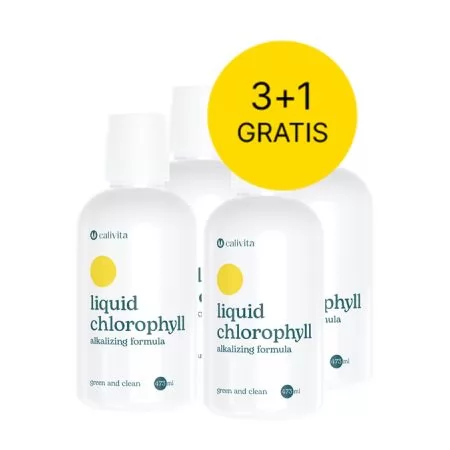 3+1
GRATIS
calivita
liquid
chlorophyll
alkalizing formula
green and clean
473 ml
calivita
liquid
chlorophyll
alkalizing formula
green and clean
473 ml
phyll
ml